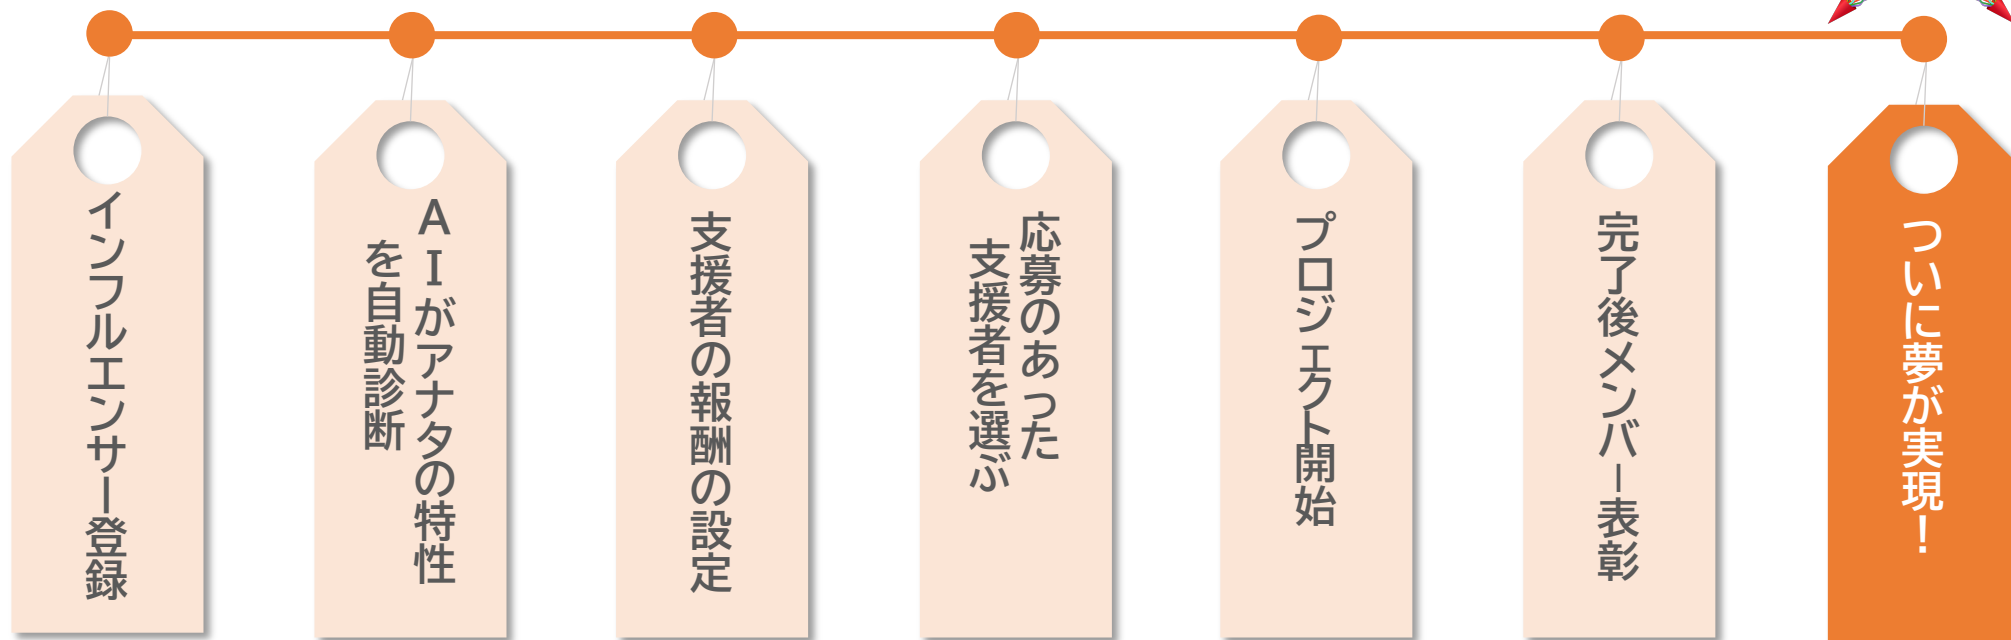 インフルエンサー登録
AIがアナタの特性
を自動診断
支援者の報酬の設定
応募のあった
支援者を選ぶ
プロジェクト開始
完了後メンバー表彰
ついに夢が実現！